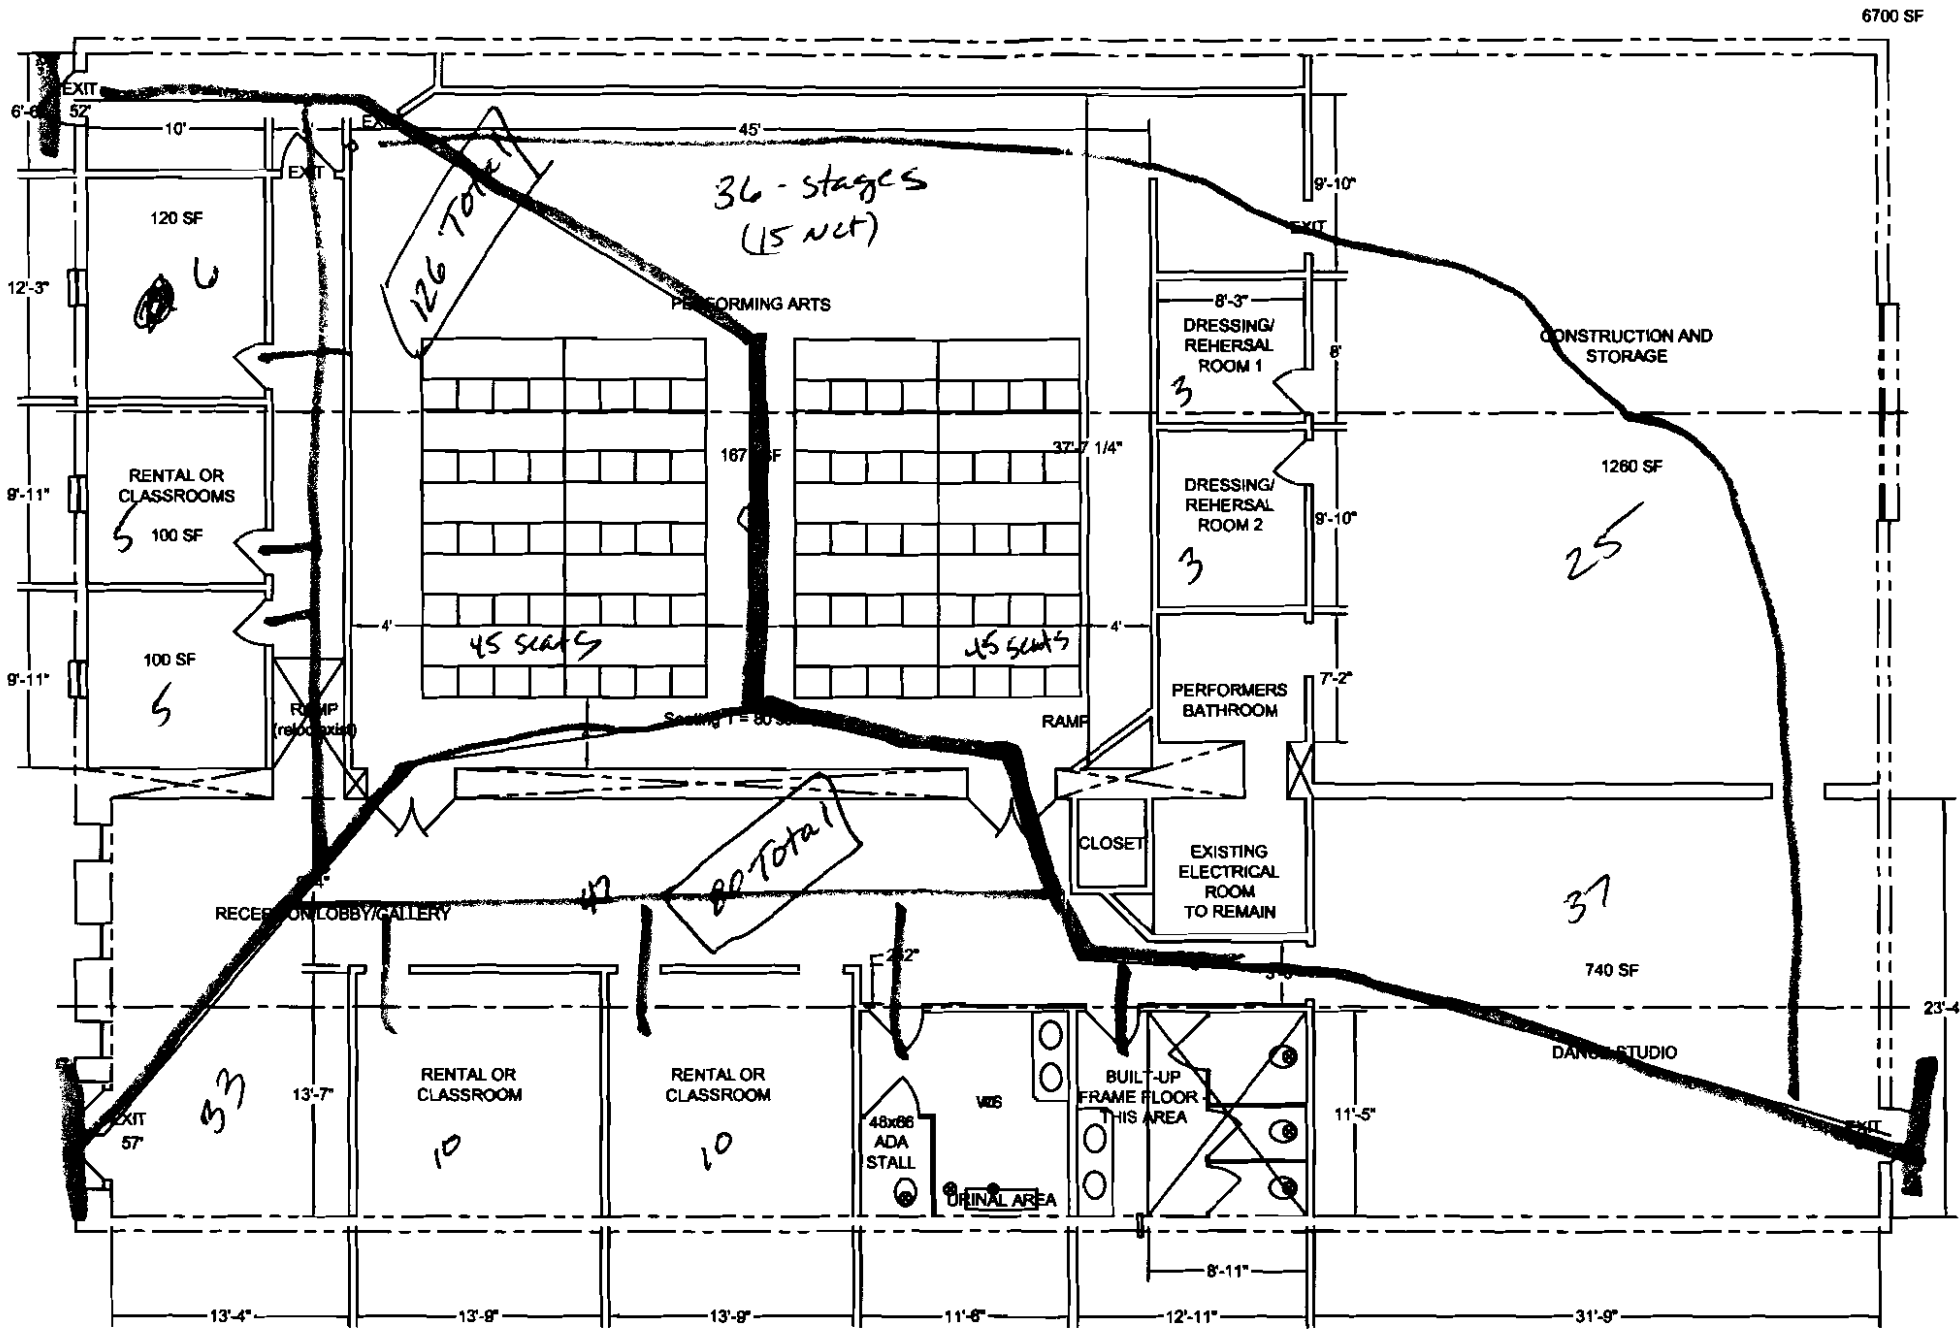 6700 SF
EXIT
52'
10'
45'
EXIT
36 - stages
(15 net)
126 Total
9'-10"
EXIT
120 SF
6
12'-3"
PERFORMING ARTS
8'-3"
DRESSING/
REHERSAL
ROOM 1
3
8'
CONSTRUCTION AND
STORAGE
37'-7 1/4"
1260 SF
25
RENTAL OR
CLASSROOMS
5
100 SF
9'-11"
DRESSING/
REHERSAL
ROOM 2
3
9'-10"
4'
4'
45 seats
45 seats
100 SF
5
9'-11"
7'-2"
PERFORMERS
BATHROOM
RAMP
RAMP
80 Total
CLOSET
EXISTING
ELECTRICAL
ROOM
TO REMAIN
37
740 SF
RECEPTION LOBBY/GALLERY
23'-4
DANCE STUDIO
33
13'-7"
RENTAL OR
CLASSROOM
10
RENTAL OR
CLASSROOM
10
48x66
ADA
STALL
URINAL AREA
BUILT-UP
FRAME FLOOR -
THIS AREA
11'-5"
EXIT
57'
EXIT
8'-11"
13'-4"
13'-9"
13'-9"
11'-6"
12'-11"
31'-9"